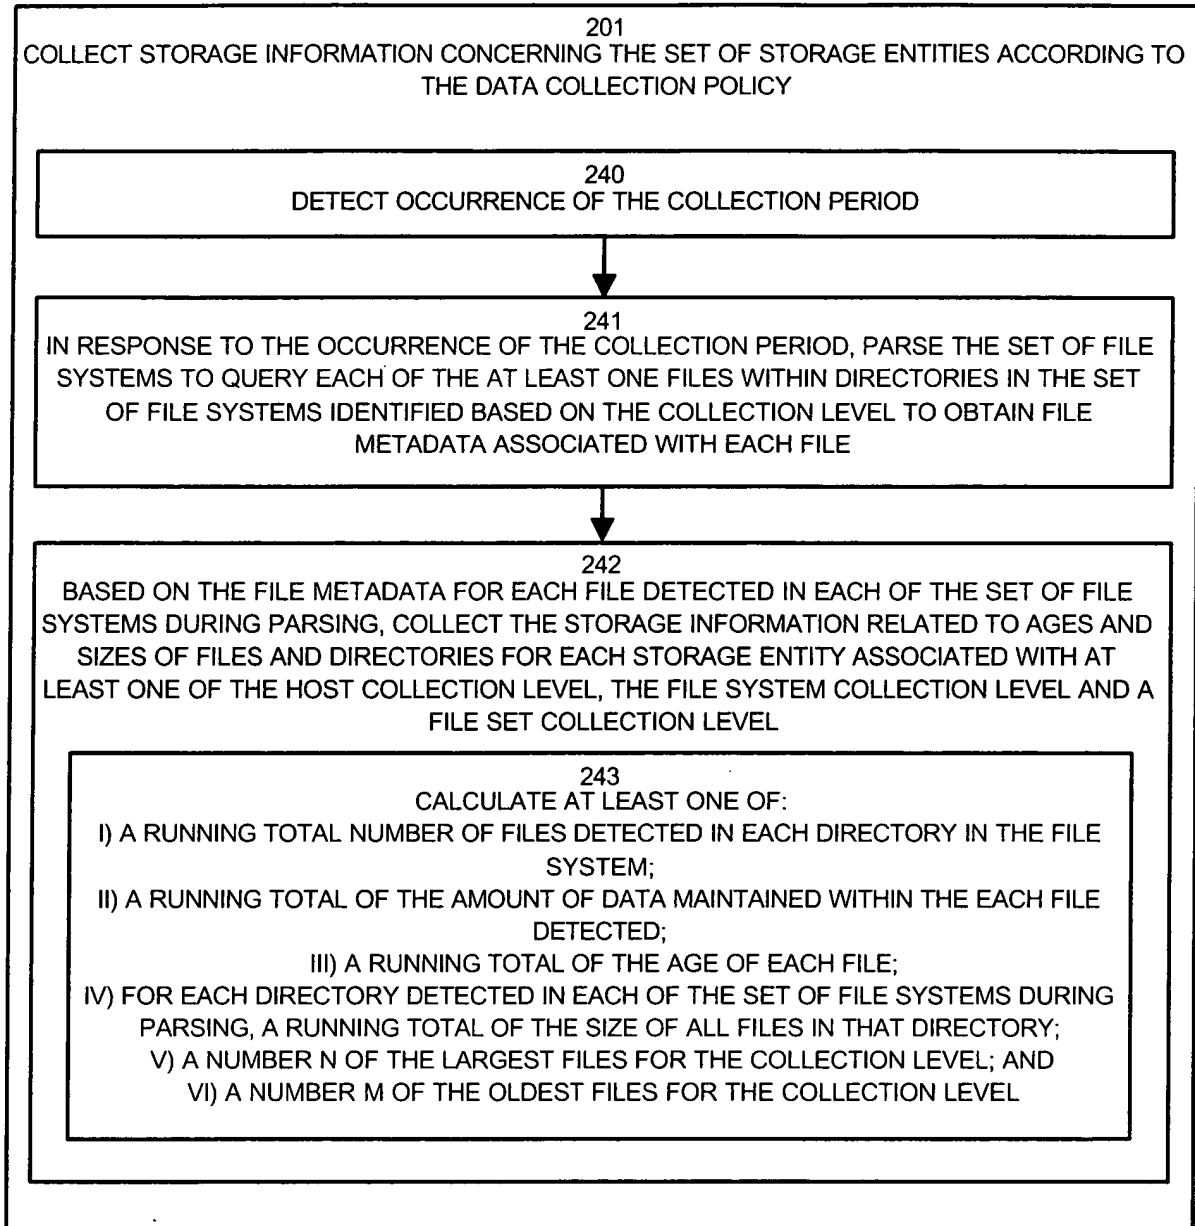 201
COLLECT STORAGE INFORMATION CONCERNING THE SET OF STORAGE ENTITIES ACCORDING TO
THE DATA COLLECTION POLICY
240
DETECT OCCURRENCE OF THE COLLECTION PERIOD
241
IN RESPONSE TO THE OCCURRENCE OF THE COLLECTION PERIOD, PARSE THE SET OF FILE
SYSTEMS TO QUERY EACH OF THE AT LEAST ONE FILES WITHIN DIRECTORIES IN THE SET
OF FILE SYSTEMS IDENTIFIED BASED ON THE COLLECTION LEVEL TO OBTAIN FILE
METADATA ASSOCIATED WITH EACH FILE
242
BASED ON THE FILE METADATA FOR EACH FILE DETECTED IN EACH OF THE SET OF FILE
SYSTEMS DURING PARSING, COLLECT THE STORAGE INFORMATION RELATED TO AGES AND
SIZES OF FILES AND DIRECTORIES FOR EACH STORAGE ENTITY ASSOCIATED WITH AT
LEAST ONE OF THE HOST COLLECTION LEVEL, THE FILE SYSTEM COLLECTION LEVEL AND A
FILE SET COLLECTION LEVEL
243
CALCULATE AT LEAST ONE OF:
I) A RUNNING TOTAL NUMBER OF FILES DETECTED IN EACH DIRECTORY IN THE FILE
SYSTEM;
II) A RUNNING TOTAL OF THE AMOUNT OF DATA MAINTAINED WITHIN THE EACH FILE
DETECTED;
III) A RUNNING TOTAL OF THE AGE OF EACH FILE;
IV) FOR EACH DIRECTORY DETECTED IN EACH OF THE SET OF FILE SYSTEMS DURING
PARSING, A RUNNING TOTAL OF THE SIZE OF ALL FILES IN THAT DIRECTORY;
V) A NUMBER N OF THE LARGEST FILES FOR THE COLLECTION LEVEL; AND
VI) A NUMBER M OF THE OLDEST FILES FOR THE COLLECTION LEVEL